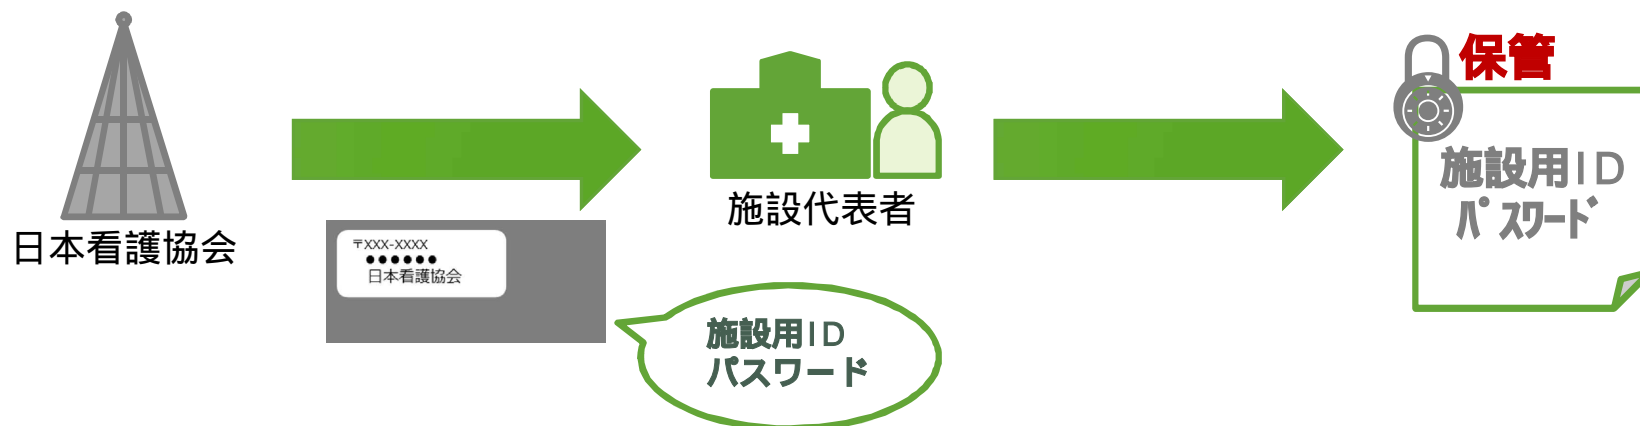 日本看護協会
〒XXX-XXXX
●●●●●●
日本看護協会
施設代表者
施設用ID
パスワード
保管
施設用ID
パスワード